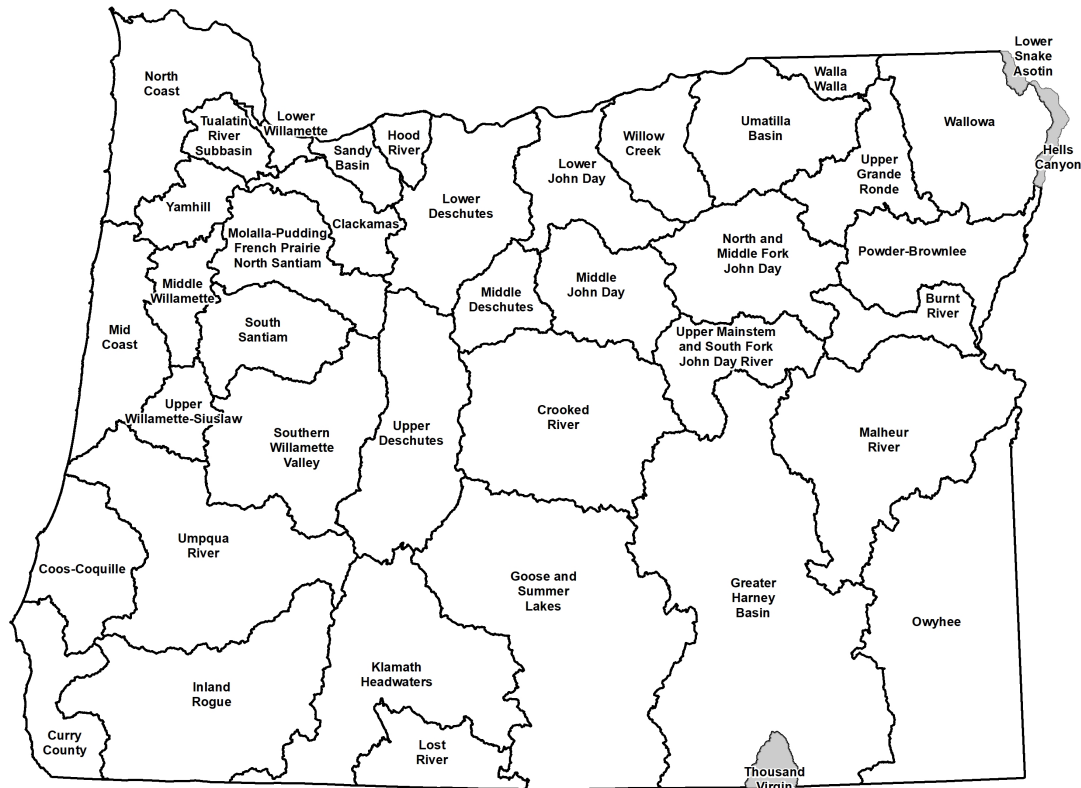 Lower
Snake
Asotin
North
Coast
Walla
Walla
Tualatin
River
Subbasin
Lower
Willamette
Sandy
Basin
Hood
River
Willow
Creek
Umatilla
Basin
Wallowa
Hells
Canyon
Lower
John Day
Upper
Grande
Ronde
Yamhill
Lower
Deschutes
Clackamas
Molalla-Pudding
French Prairie
North Santiam
North and
Middle Fork
John Day
Powder-Brownlee
Middle
Willamette
Middle
Deschutes
Middle
John Day
Burnt
River
Mid
Coast
South
Santiam
Upper Mainstem
and South Fork
John Day River
Upper
Willamette-Siuslaw
Southern
Willamette
Valley
Upper
Deschutes
Crooked
River
Malheur
River
Umpqua
River
Coos-Coquille
Goose and
Summer
Lakes
Greater
Harney
Basin
Owyhee
Klamath
Headwaters
Inland
Rogue
Curry
County
Lost
River
Thousand
Virgin